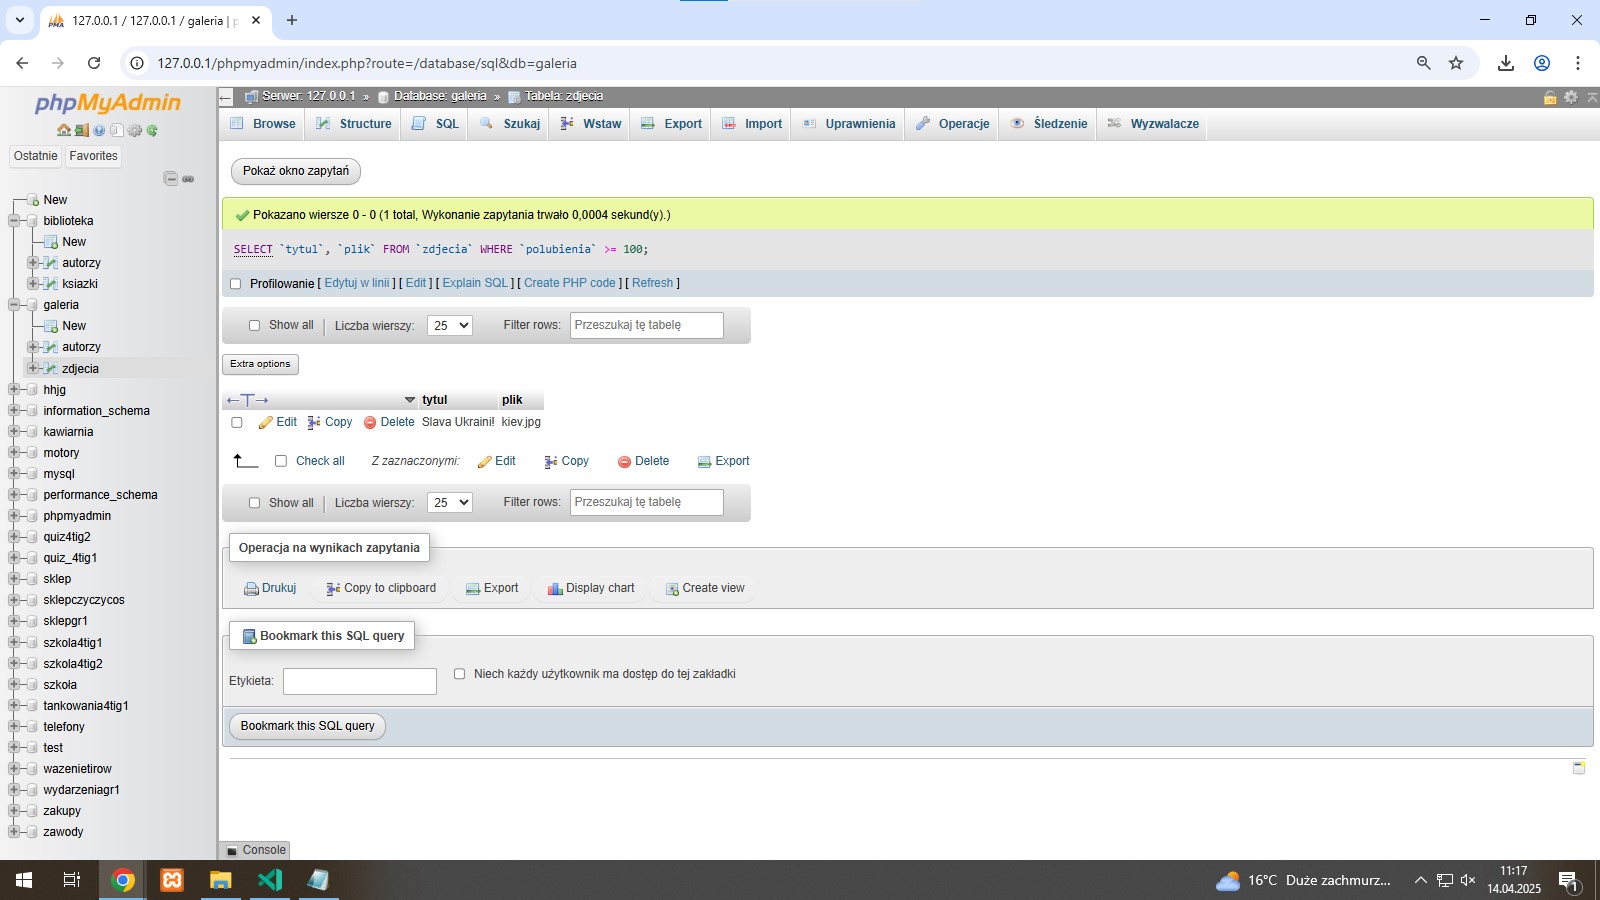 127.0.0.1 / 127.0.0.1 / galeria | p
127.0.0.1/phpmyadmin/index.php?route=/database/sql&db=galeria
phpMyAdmin
Ostatnie Favorites
New
biblioteka
New
autorzy
ksiazki
galeria
New
autorzy
zdjecia
hhjg
information_schema
kawiarnia
motory
mysql
performance_schema
phpmyadmin
quiz4tig2
quiz_4tig1
sklep
sklepczyczycos
sklepgr1
szkola4tig1
szkola4tig2
szkoła
tankowania4tig1
telefony
test
wazenietirow
wydarzeniagr1
zakupy
zawody
Serwer: 127.0.0.1 » Database: galeria » Tabela: zdjecia
Browse Structure SQL Szukaj Wstaw Export Import Uprawnienia Operacje Śledzenie Wyzwalacze
Pokaż okno zapytań
Pokazano wiersze 0 - 0 (1 total, Wykonanie zapytania trwało 0,0004 sekund(y).)
SELECT `tytul`, `plik` FROM `zdjecia` WHERE `polubienia` >= 100;
Profilowanie [ Edytuj w linii ] [ Edit ] [ Explain SQL ] [ Create PHP code ] [ Refresh ]
Show all | Liczba wierszy: 25 Filter rows: Przeszukaj tę tabelę
Extra options
←T→ tytul plik
Edit Copy Delete Slava Ukraini! kiev.jpg
Check all Z zaznaczonymi: Edit Copy Delete Export
Show all | Liczba wierszy: 25 Filter rows: Przeszukaj tę tabelę
Operacja na wynikach zapytania
Drukuj Copy to clipboard Export Display chart Create view
Bookmark this SQL query
Etykieta: Niech każdy użytkownik ma dostęp do tej zakładki
Bookmark this SQL query
Console
16°C Duże zachmurz...
11:17
14.04.2025
1